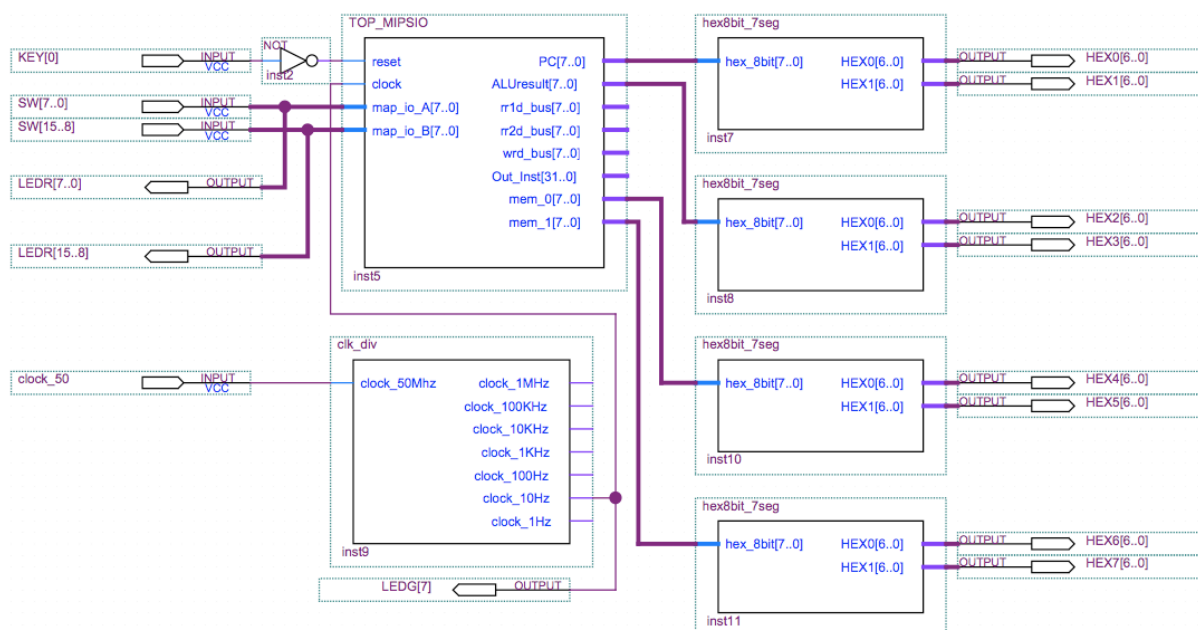 KEY[0]
INPUT
VCC
NOT
inst2
SW[7..0]
INPUT
VCC
SW[15..8]
INPUT
VCC
LEDR[7..0]
OUTPUT
LEDR[15..8]
OUTPUT
TOP_MIPSIO
reset
clock
map_io_A[7..0]
map_io_B[7..0]
PC[7..0]
ALUresult[7..0]
rr1d_bus[7..0]
rr2d_bus[7..0]
wrd_bus[7..0]
Out_Inst[31..0]
mem_0[7..0]
mem_1[7..0]
inst5
clock_50
INPUT
VCC
clk_div
clock_50Mhz
clock_1MHz
clock_100KHz
clock_10KHz
clock_1KHz
clock_100Hz
clock_10Hz
clock_1Hz
inst9
LEDG[7]
OUTPUT
hex8bit_7seg
hex_8bit[7..0]
HEX0[6..0]
HEX1[6..0]
inst7
OUTPUT
HEX0[6..0]
OUTPUT
HEX1[6..0]
hex8bit_7seg
hex_8bit[7..0]
HEX0[6..0]
HEX1[6..0]
inst8
OUTPUT
HEX2[6..0]
OUTPUT
HEX3[6..0]
hex8bit_7seg
hex_8bit[7..0]
HEX0[6..0]
HEX1[6..0]
inst10
OUTPUT
HEX4[6..0]
OUTPUT
HEX5[6..0]
hex8bit_7seg
hex_8bit[7..0]
HEX0[6..0]
HEX1[6..0]
inst11
OUTPUT
HEX6[6..0]
OUTPUT
HEX7[6..0]